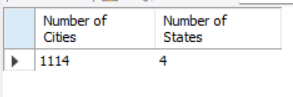 Number of Cities
Number of States
1114
4